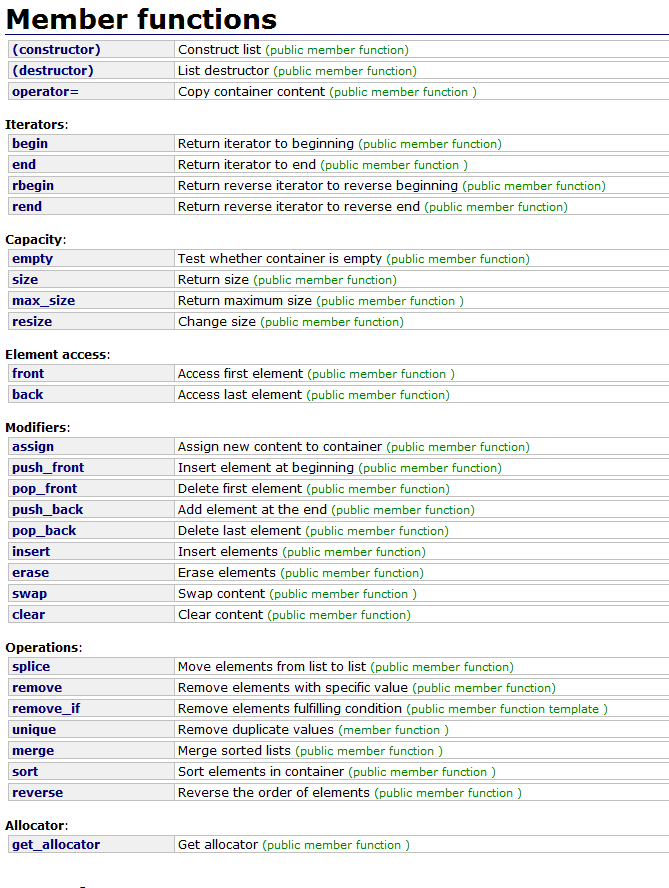 Member functions
(constructor) Construct list (public member function)
(destructor) List destructor (public member function)
operator= Copy container content (public member function )
Iterators:
begin Return iterator to beginning (public member function)
end Return iterator to end (public member function )
rbegin Return reverse iterator to reverse beginning (public member function)
rend Return reverse iterator to reverse end (public member function)
Capacity:
empty Test whether container is empty (public member function)
size Return size (public member function)
max_size Return maximum size (public member function )
resize Change size (public member function)
Element access:
front Access first element (public member function )
back Access last element (public member function)
Modifiers:
assign Assign new content to container (public member function)
push_front Insert element at beginning (public member function)
pop_front Delete first element (public member function)
push_back Add element at the end (public member function)
pop_back Delete last element (public member function)
insert Insert elements (public member function)
erase Erase elements (public member function)
swap Swap content (public member function )
clear Clear content (public member function)
Operations:
splice Move elements from list to list (public member function)
remove Remove elements with specific value (public member function)
remove_if Remove elements fulfilling condition (public member function template )
unique Remove duplicate values (member function )
merge Merge sorted lists (public member function )
sort Sort elements in container (public member function )
reverse Reverse the order of elements (public member function )
Allocator:
get_allocator Get allocator (public member function )